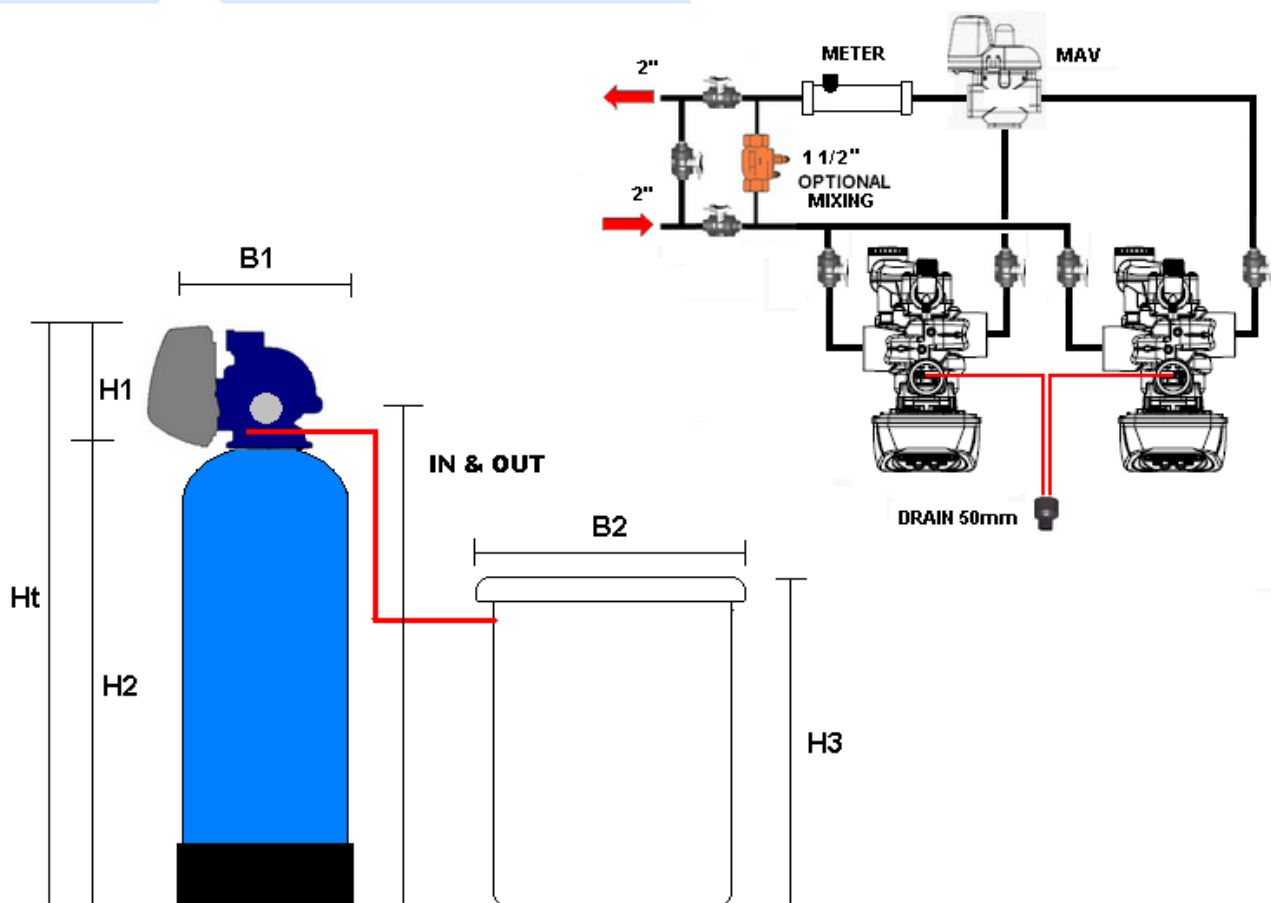 METER
MAV
2"
1 1/2"
OPTIONAL
MIXING
2"
B1
H1
IN & OUT
DRAIN 50mm
B2
Ht
H2
H3